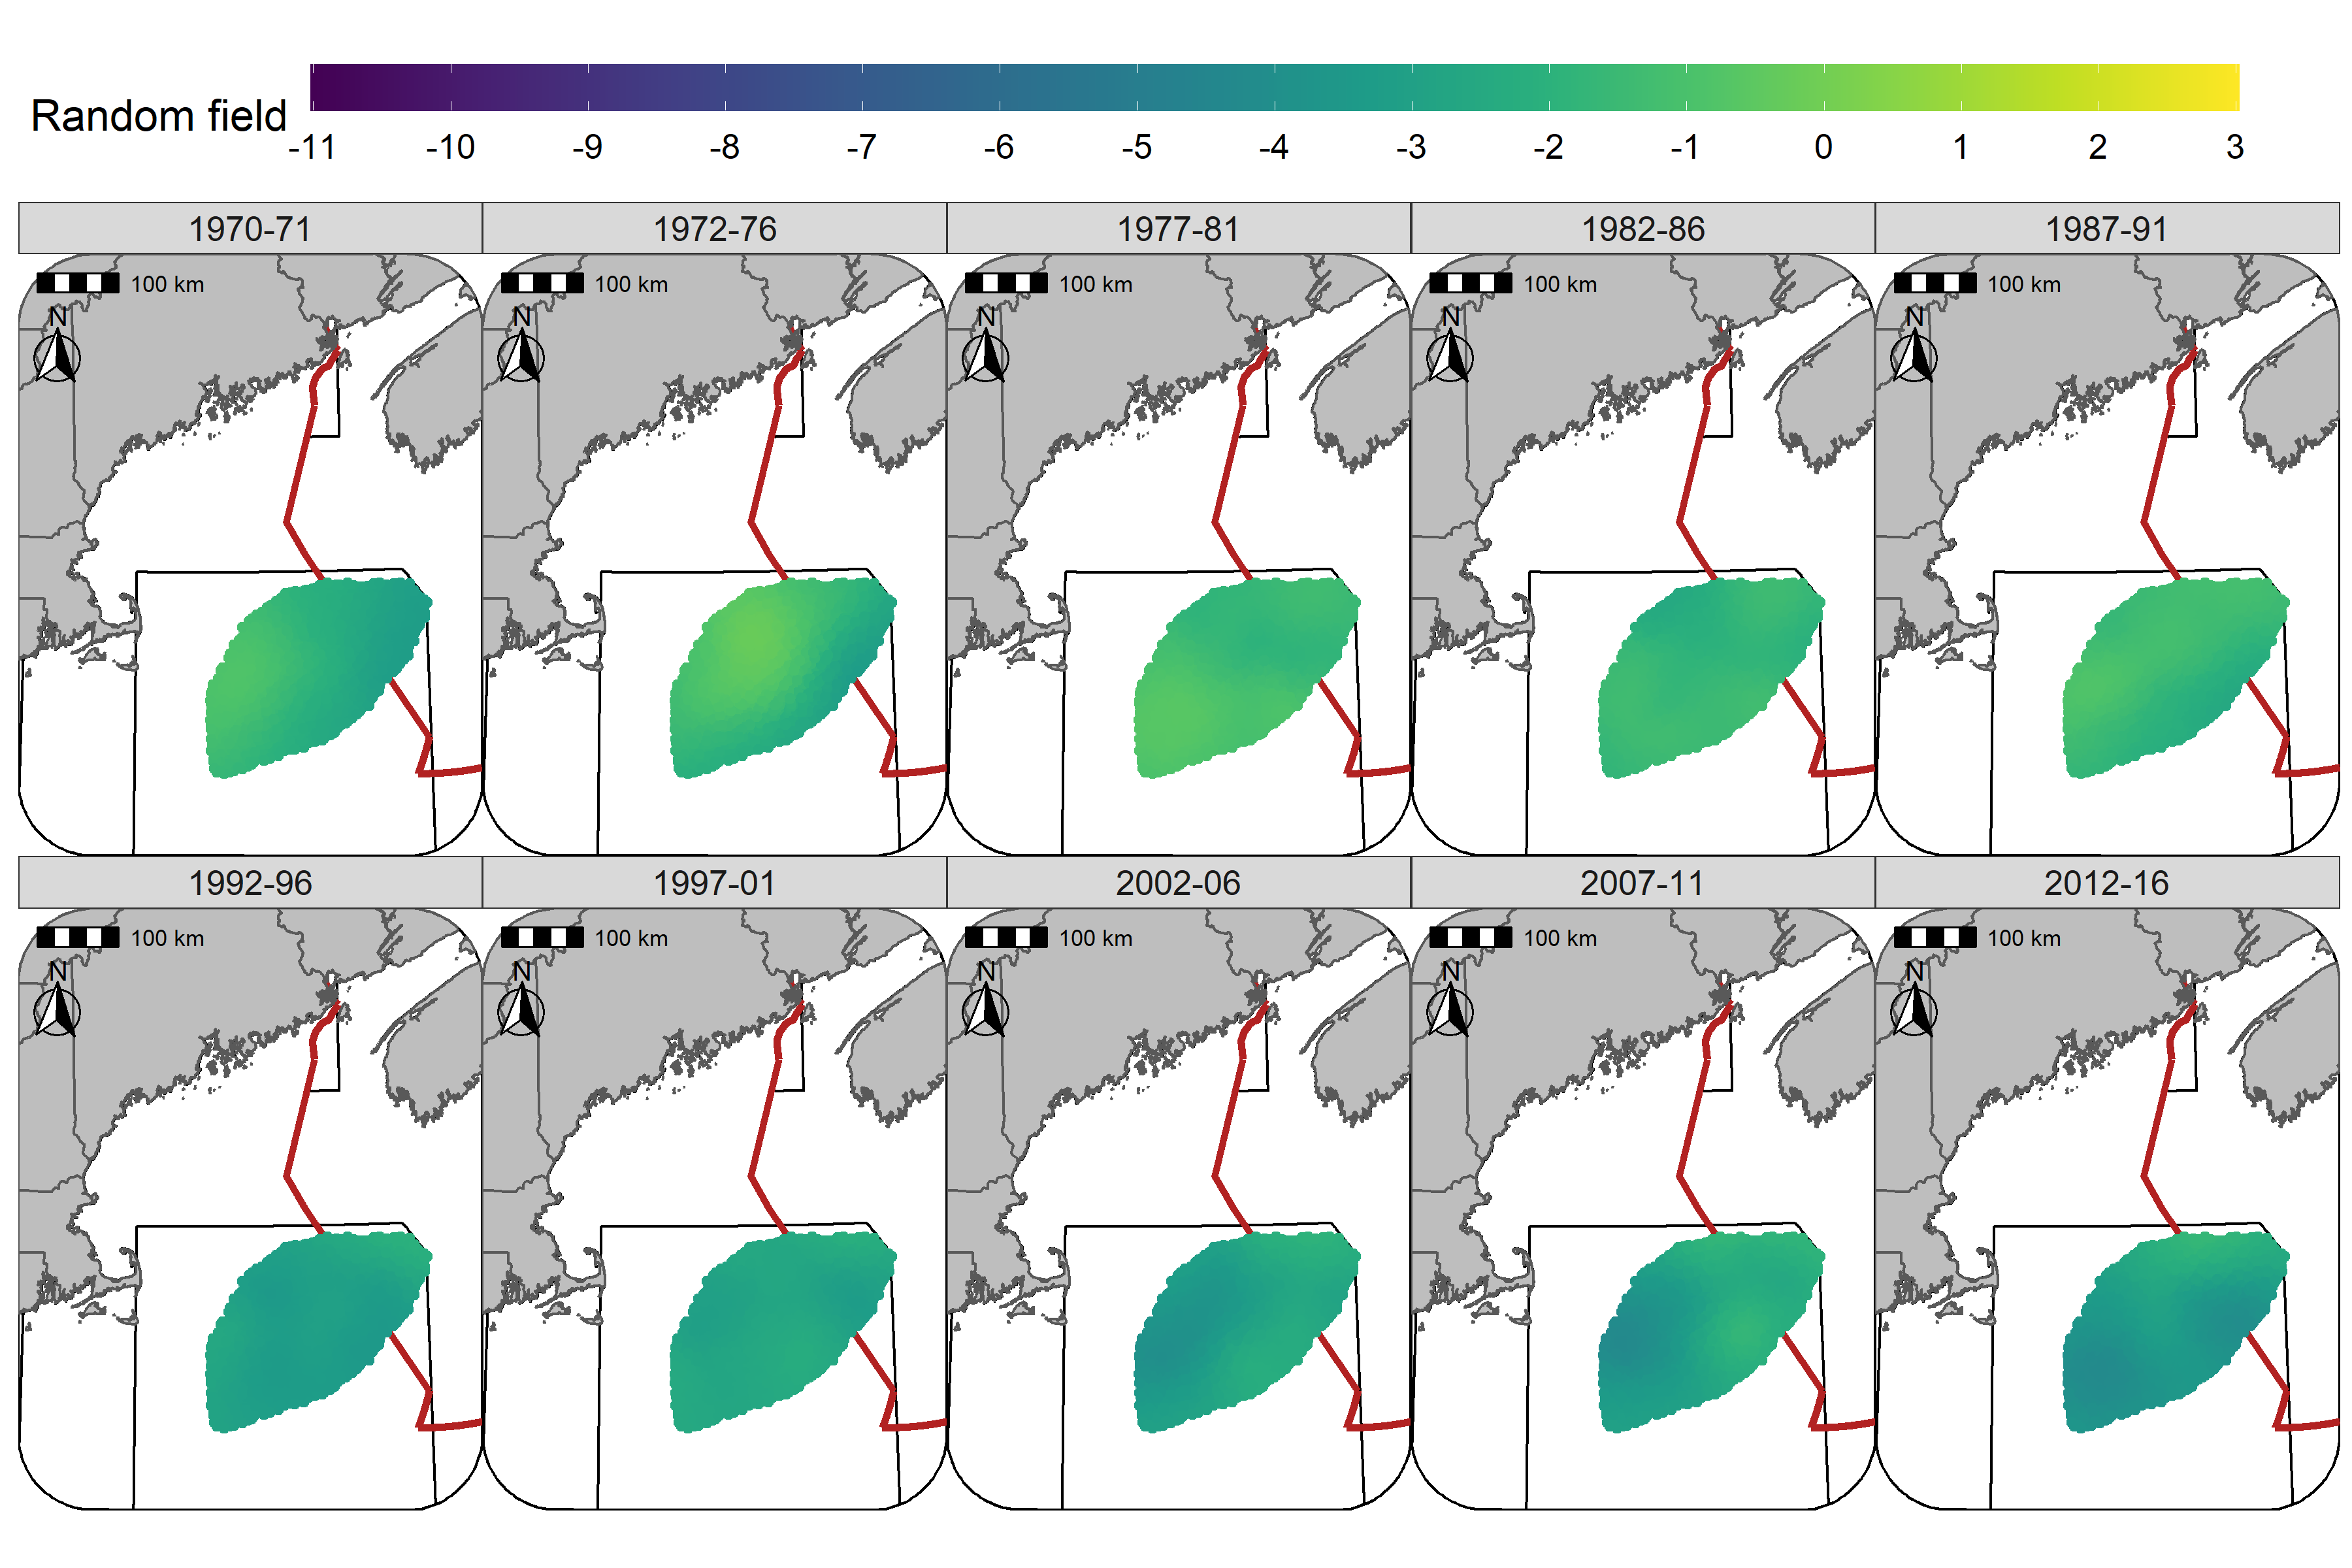 Random field
-11 -10 -9 -8 -7 -6 -5 -4 -3 -2 -1 0 1 2 3
1970-71 1972-76 1977-81 1982-86 1987-91
100 km 100 km 100 km 100 km 100 km
N N N N N
1992-96 1997-01 2002-06 2007-11 2012-16
100 km 100 km 100 km 100 km 100 km
N N N N N